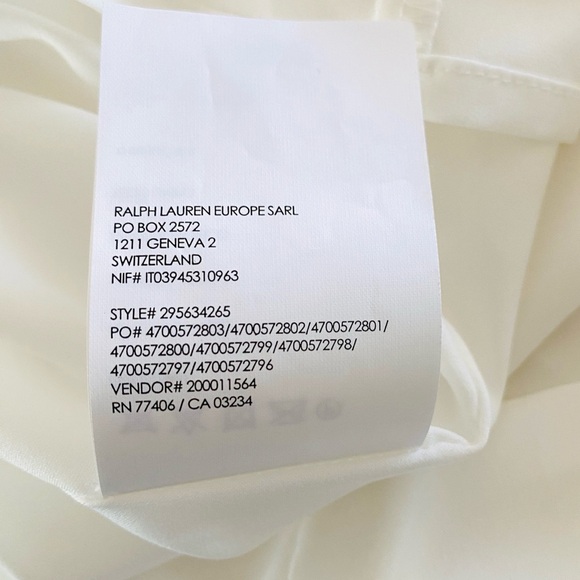 RALPH LAUREN EUROPE SARL
PO BOX 2572
1211 GENEVA 2
SWITZERLAND
NIF# IT03945310963
STYLE# 295634265
PO# 4700572803/4700572802/4700572801/
4700572800/4700572799/4700572798/
4700572797/4700572796
VENDOR# 200011564
RN 77406 / CA 03234